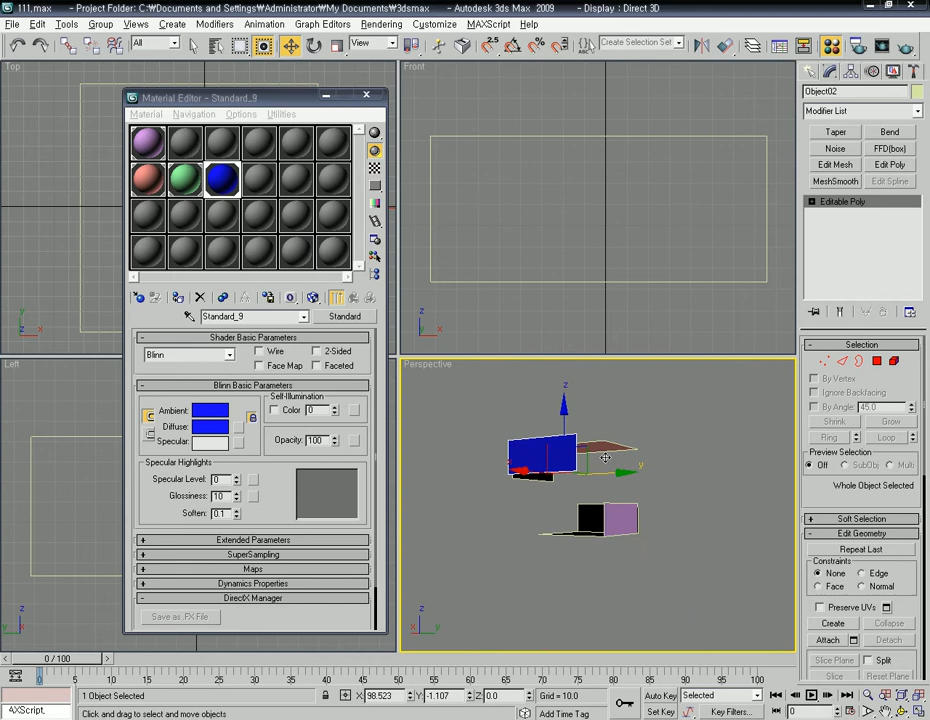 111.max - Project Folder: C:\Documents and Settings\Administrator\My Documents\3dsmax - Autodesk 3ds Max 2009 - Display : Direct 3D
File Edit Tools Group Views Create Modifiers Animation Graph Editors Rendering Customize MAXScript Help
All View 2.5 Create Selection Set
Top Front
Material Editor - Standard_9
Material Navigation Options Utilities
Object02
Modifier List
Taper Bend
Noise FFD(box)
Edit Mesh Edit Poly
MeshSmooth Edit Spline
Editable Poly
Standard_9 Standard
Shader Basic Parameters
Blinn Wire 2-Sided
Face Map Faceted
Blinn Basic Parameters
Self-Illumination
Ambient: Color 0
Diffuse:
Specular: Opacity: 100
Specular Highlights
Specular Level: 0
Glossiness: 10
Soften: 0.1
Extended Parameters
SuperSampling
Maps
Dynamics Properties
DirectX Manager
Save as .FX File
Left Perspective
z
x
y
Selection
By Vertex
Ignore Backfacing
By Angle: 45.0
Shrink Grow
Ring Loop
Preview Selection
Off SubObj Multi
Whole Object Selected
Soft Selection
Edit Geometry
Repeat Last
Constraints
None Edge
Face Normal
Preserve UVs
Create Collapse
Attach Detach
Slice Plane Split
Slice Reset Plane
0 / 100
0 5 10 15 20 25 30 35 40 45 50 55 60 65 70 75 80 85 90 95 100
1 Object Selected X: 98.523 Y: -1.107 Z: 0.0 Grid = 10.0 Auto Key Selected
AXScript. Click and drag to select and move objects Add Time Tag Set Key Key Filters... 0